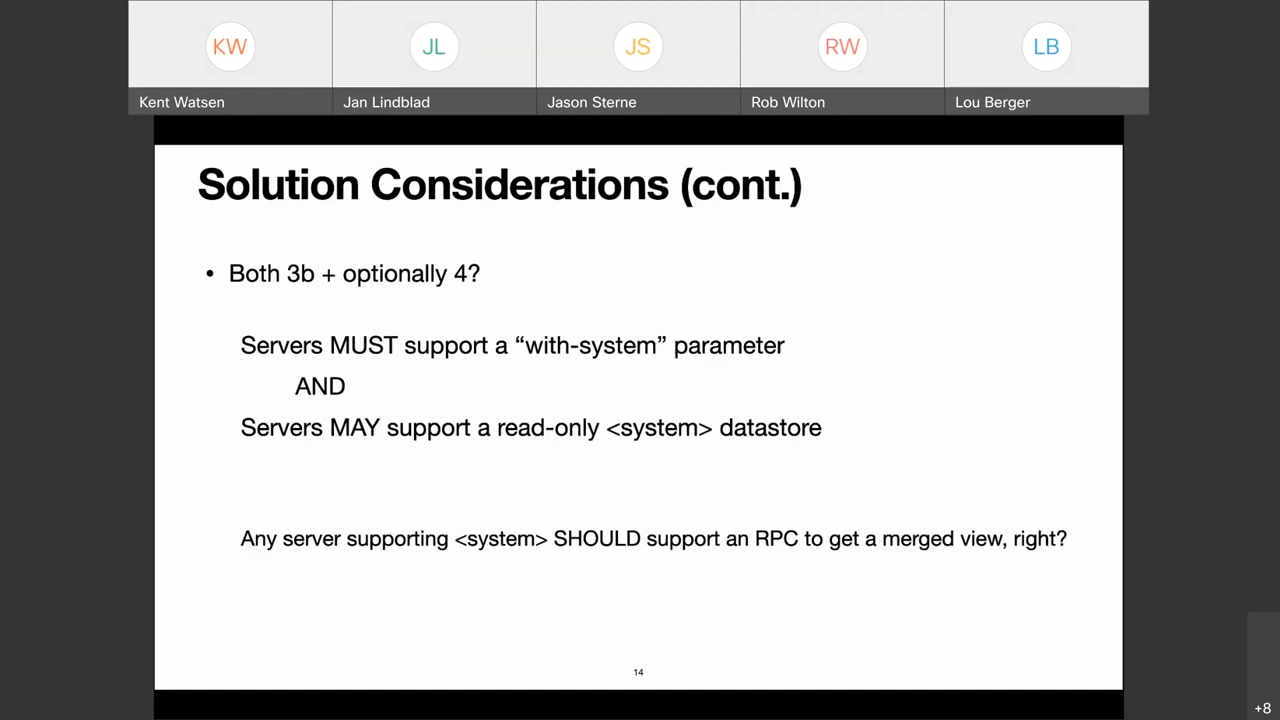 KW
JL
JS
RW
LB
Kent Watsen
Jan Lindblad
Jason Sterne
Rob Wilton
Lou Berger
Solution Considerations (cont.)
• Both 3b + optionally 4?
Servers MUST support a “with-system” parameter
AND
Servers MAY support a read-only <system> datastore
Any server supporting <system> SHOULD support an RPC to get a merged view, right?
14
+8